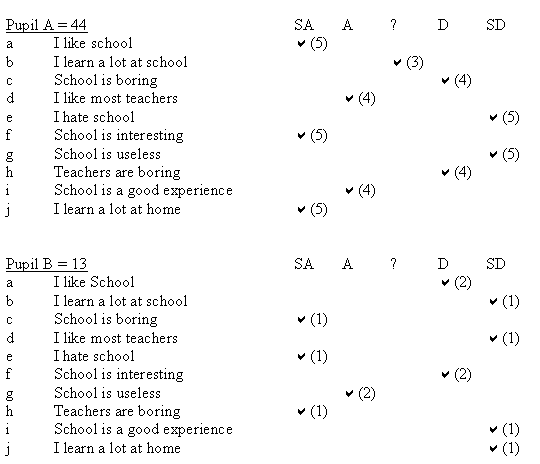 Pupil A = 44 SA A ? D SD
a I like school ✔ (5)
b I learn a lot at school ✔ (3)
c School is boring ✔ (4)
d I like most teachers ✔ (4)
e I hate school ✔ (5)
f School is interesting ✔ (5)
g School is useless ✔ (5)
h Teachers are boring ✔ (4)
i School is a good experience ✔ (4)
j I learn a lot at home ✔ (5)
Pupil B = 13 SA A ? D SD
a I like School ✔ (2)
b I learn a lot at school ✔ (1)
c School is boring ✔ (1)
d I like most teachers ✔ (1)
e I hate school ✔ (1)
f School is interesting ✔ (2)
g School is useless ✔ (2)
h Teachers are boring ✔ (1)
i School is a good experience ✔ (1)
j I learn a lot at home ✔ (1)